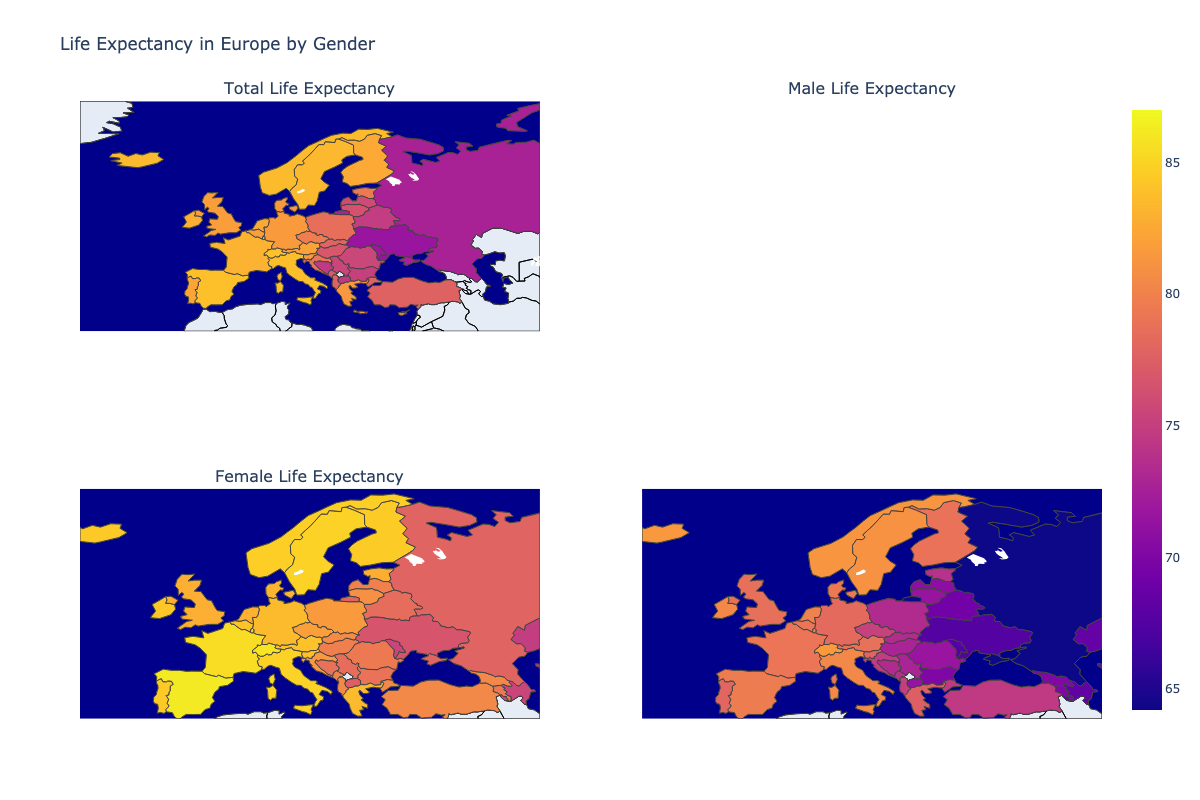 Life Expectancy in Europe by Gender
Total Life Expectancy
Male Life Expectancy
85
80
75
70
65
Female Life Expectancy